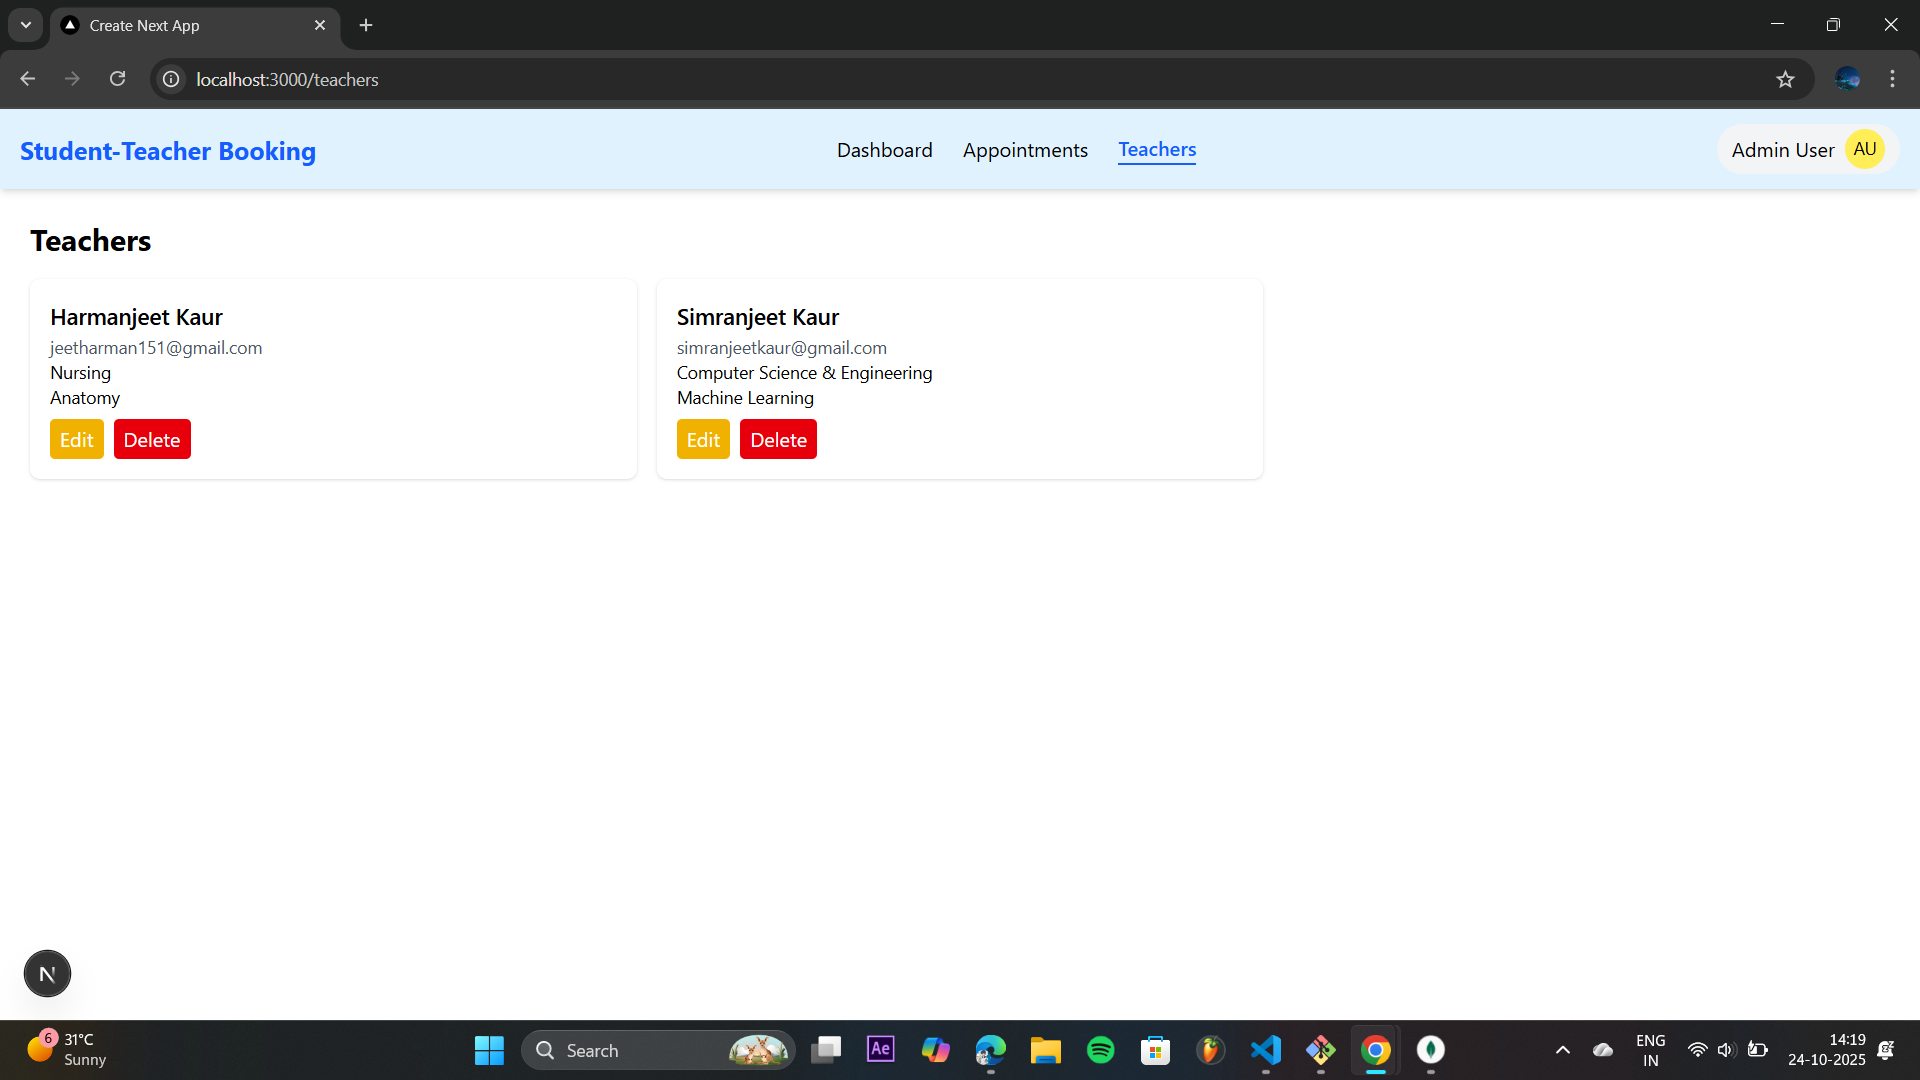 Create Next App
localhost:3000/teachers
Student-Teacher Booking
Dashboard
Appointments
Teachers
Admin User
AU
Teachers
Harmanjeet Kaur
jeetharman151@gmail.com
Nursing
Anatomy
Edit
Delete
Simranjeet Kaur
simranjeetkaur@gmail.com
Computer Science & Engineering
Machine Learning
Edit
Delete
N
6
31°C
Sunny
Search
Ae
ENG
IN
14:19
24-10-2025